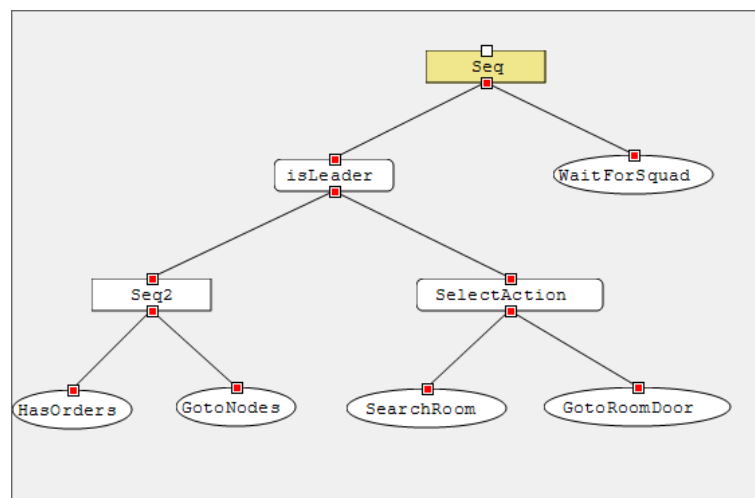 Seq
isLeader
WaitForSquad
Seq2
SelectAction
HasOrders
GotoNodes
SearchRoom
GotoRoomDoor